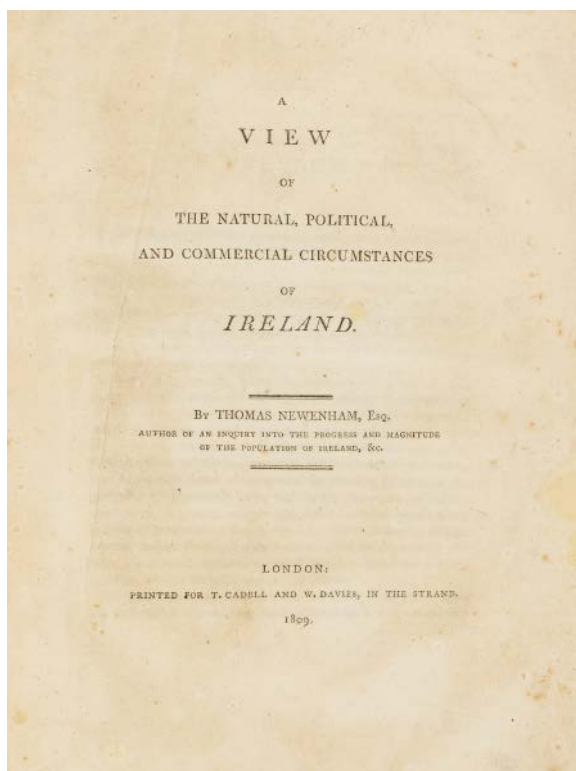 A
VIEW
OF
THE NATURAL, POLITICAL,
AND COMMERCIAL CIRCUMSTANCES
OF
IRELAND.
BY THOMAS NEWENHAM, ESQ.
AUTHOR OF AN INQUIRY INTO THE PROGRESS AND MAGNITUDE
OF THE POPULATION OF IRELAND, &c.
LONDON:
PRINTED FOR T. CADELL AND W. DAVIES, IN THE STRAND.
1809.